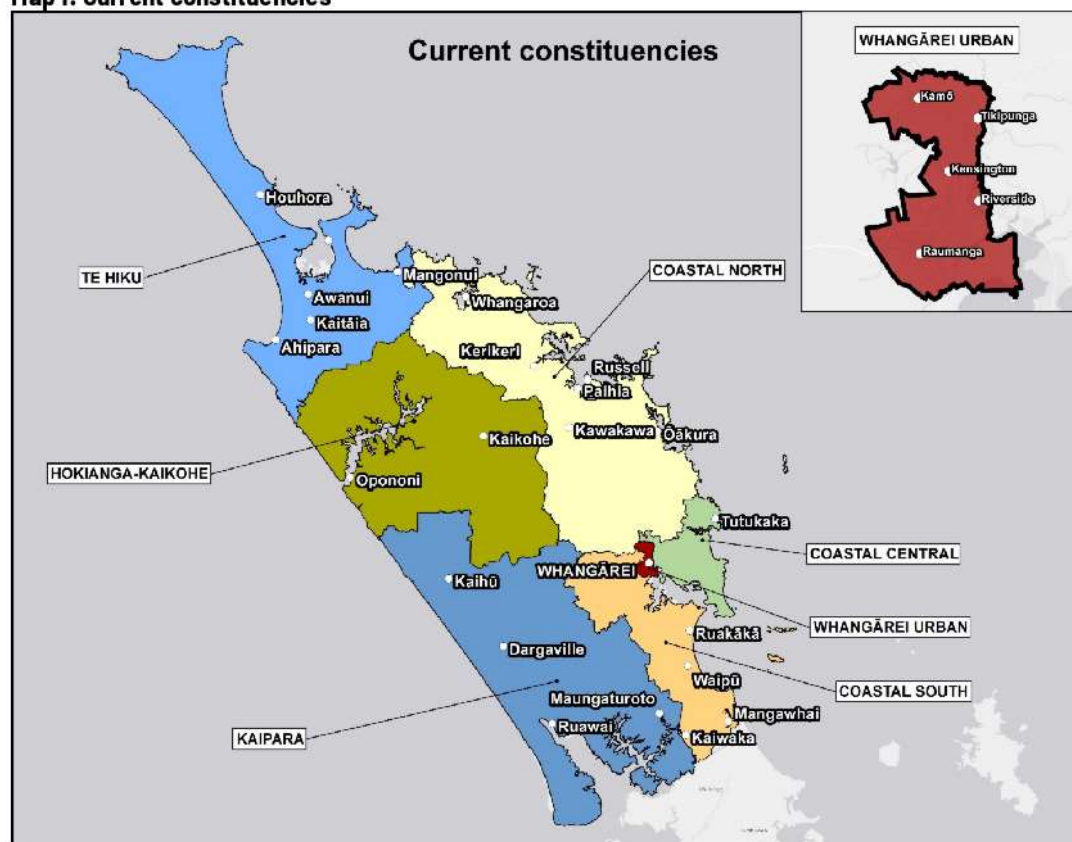 Map 1: Current constituencies
Current constituencies
WHANGĀREI URBAN
Kamō
Tikipunga
Kensington
Riverside
Raumanga
Houhora
TE HIKU
COASTAL NORTH
Mangonui
Whangaroa
Awanui
Kaitāia
Ahipara
Kerikeri
Russell
Paihia
Kawakawa
Ōākura
Kaikohe
HOKIANGA-KAIKOHE
Opononi
Tutukaka
COASTAL CENTRAL
WHANGĀREI
Kaihū
WHANGĀREI URBAN
Ruakākā
Dargaville
Waipū
COASTAL SOUTH
Maungaturoto
Mangawhai
Ruawai
Kaiwaka
KAIPARA